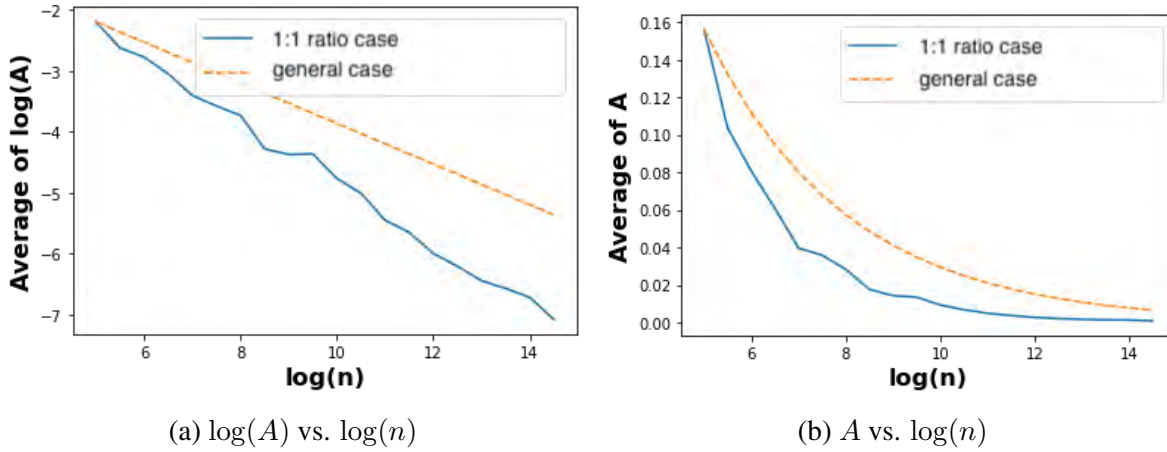 Average of log(A)
−2
−3
−4
−5
−6
−7
1:1 ratio case
general case
6
8
10
12
14
log(n)
(a) log(A) vs. log(n)
Average of A
0.16
0.14
0.12
0.10
0.08
0.06
0.04
0.02
0.00
1:1 ratio case
general case
6
8
10
12
14
log(n)
(b) A vs. log(n)